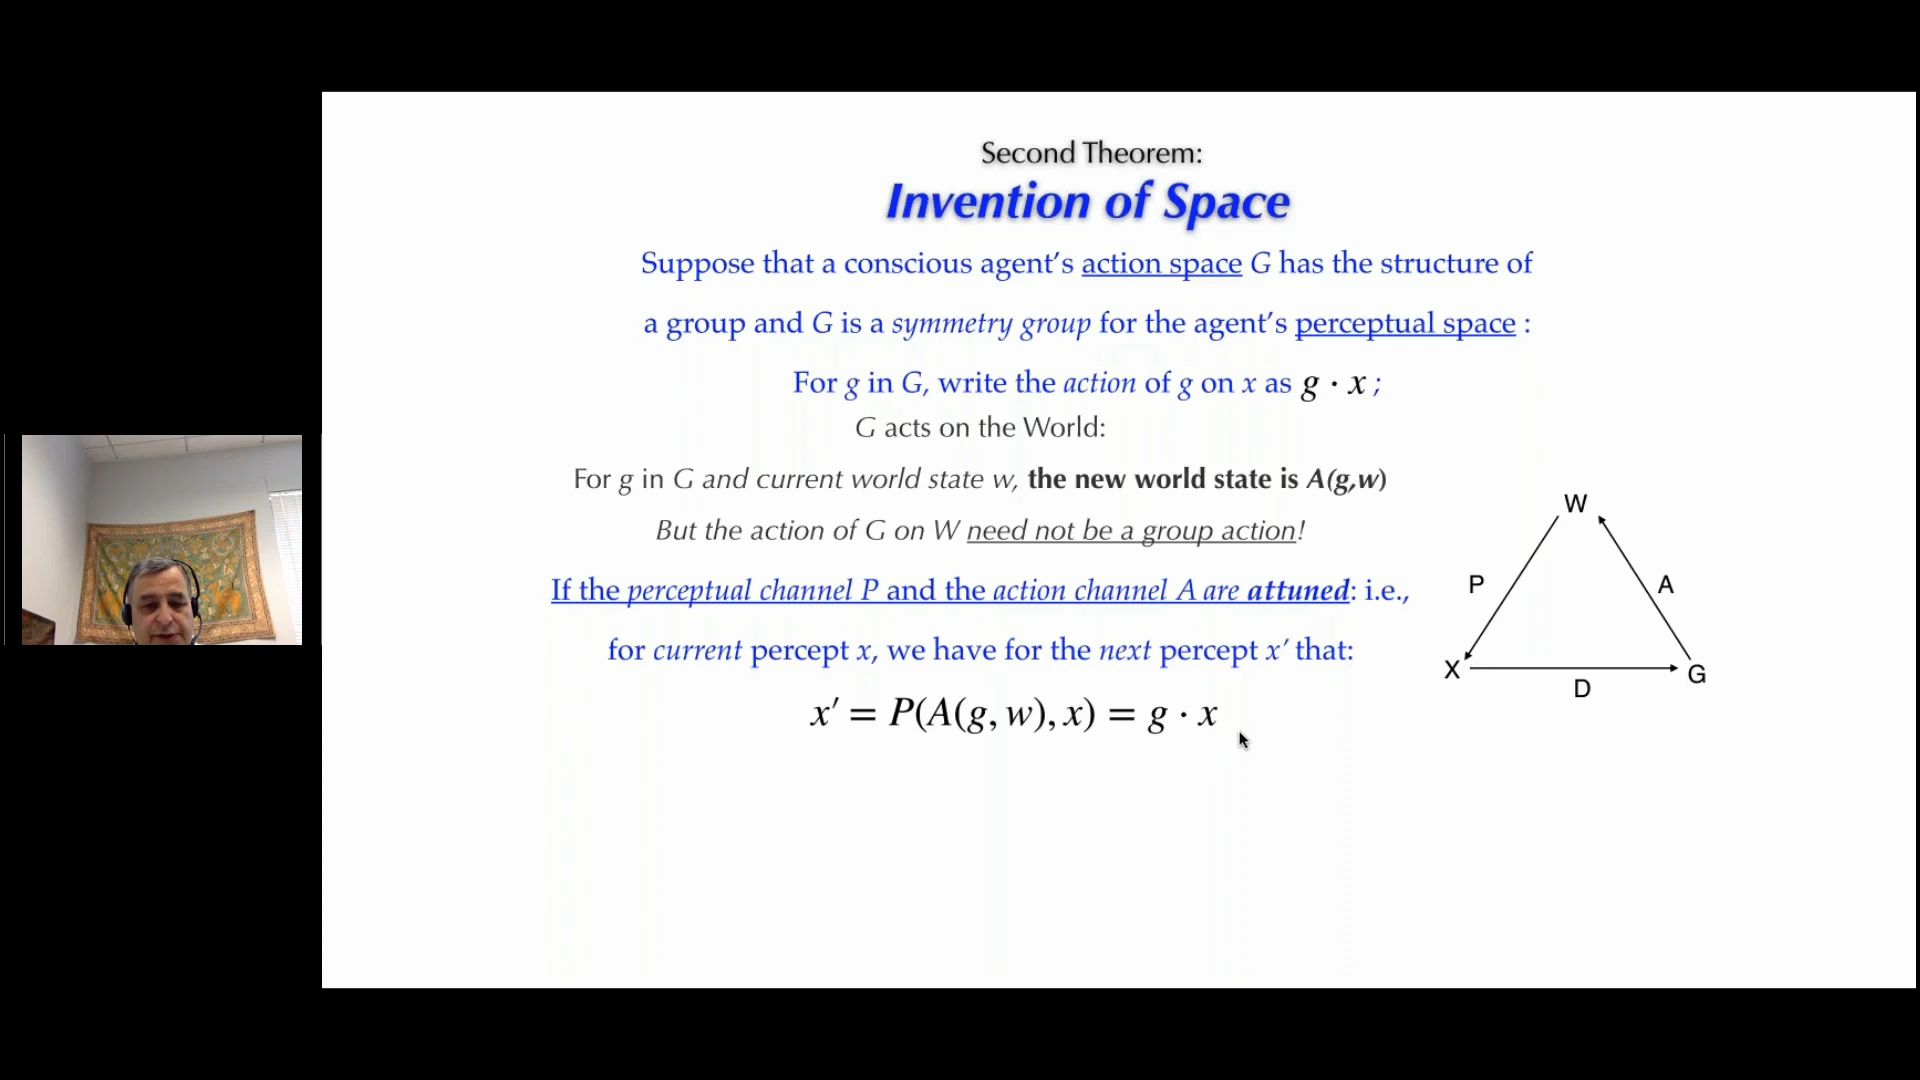 Second Theorem:
Invention of Space
Suppose that a conscious agent’s action space G has the structure of
a group and G is a symmetry group for the agent’s perceptual space :
For g in G, write the action of g on x as g · x ;
G acts on the World:
For g in G and current world state w, the new world state is A(g,w)
But the action of G on W need not be a group action!
If the perceptual channel P and the action channel A are attuned: i.e.,
for current percept x, we have for the next percept x′ that:
x′ = P(A(g, w), x) = g · x
W
P
A
X
D
G